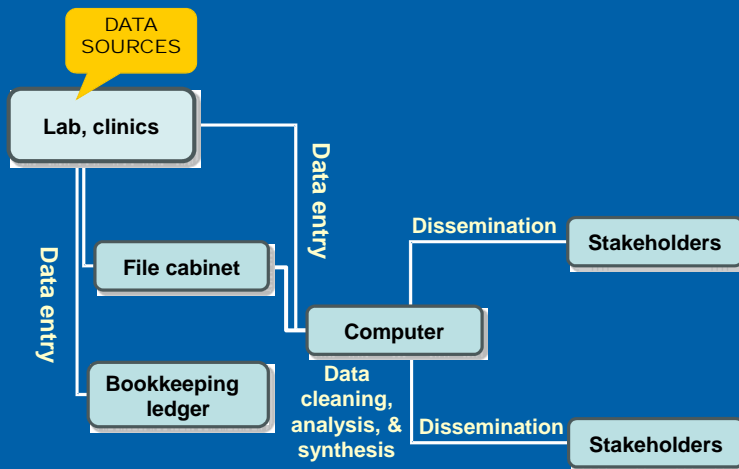 DATA
SOURCES
Lab, clinics
Data entry
Data entry
File cabinet
Bookkeeping
ledger
Computer
Data
cleaning,
analysis, &
synthesis
Dissemination
Stakeholders
Dissemination
Stakeholders